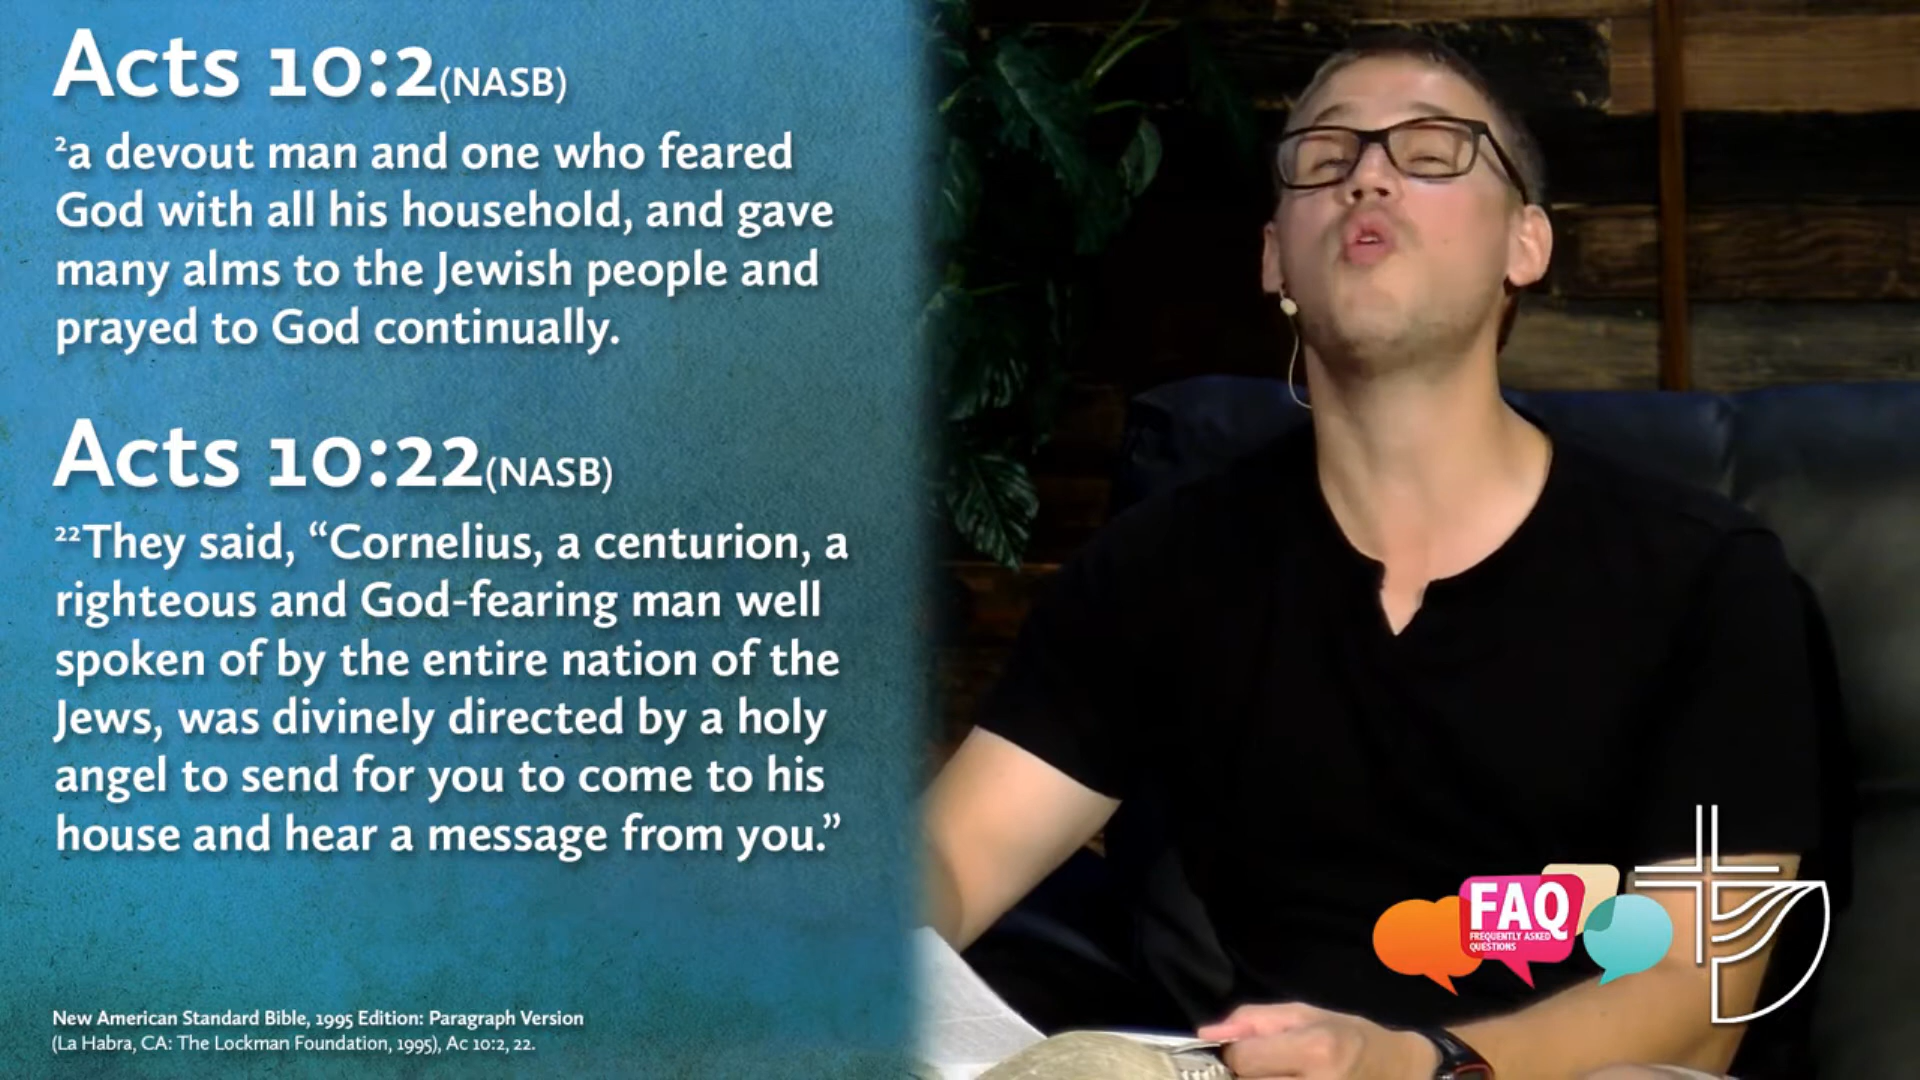 Acts 10:2(NASB)
²a devout man and one who feared
God with all his household, and gave
many alms to the Jewish people and
prayed to God continually.
Acts 10:22(NASB)
²²They said, “Cornelius, a centurion, a
righteous and God-fearing man well
spoken of by the entire nation of the
Jews, was divinely directed by a holy
angel to send for you to come to his
house and hear a message from you.”
New American Standard Bible, 1995 Edition: Paragraph Version
(La Habra, CA: The Lockman Foundation, 1995), Ac 10:2, 22.
FAQ
FREQUENTLY ASKED
QUESTIONS